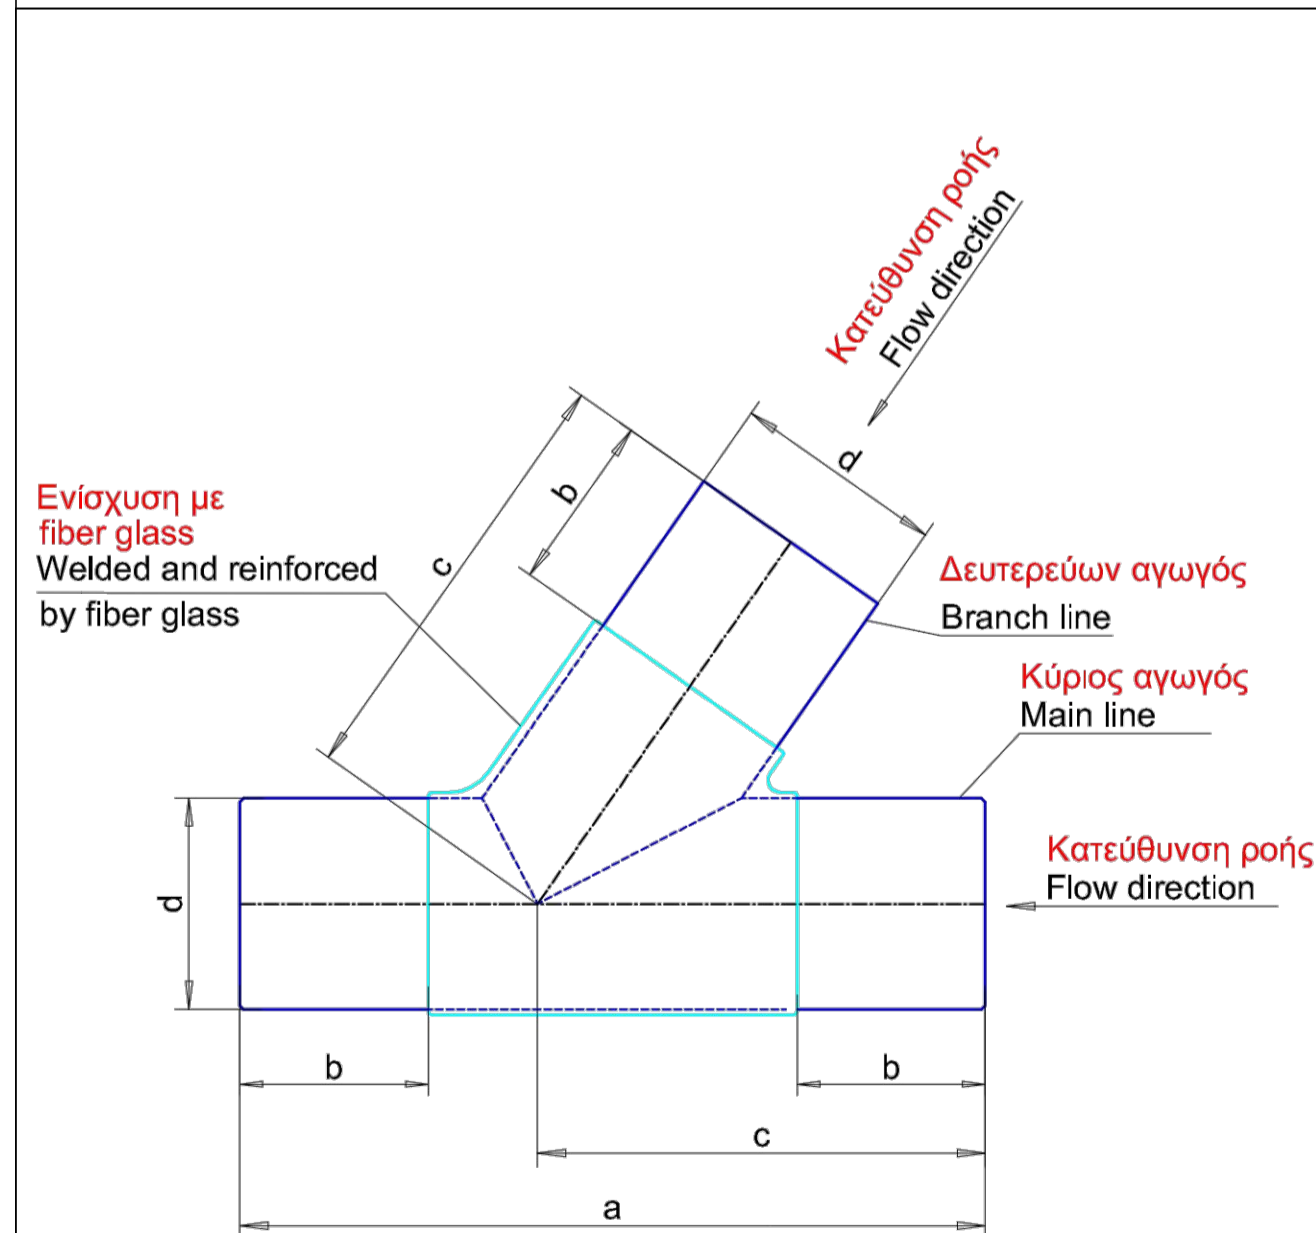 Κατεύθυνση ροής
Flow direction
d
b
c
Ενίσχυση με
fiber glass
Welded and reinforced
by fiber glass
Δευτερεύων αγωγός
Branch line
Κύριος αγωγός
Main line
Κατεύθυνση ροής
Flow direction
d
b
b
c
a